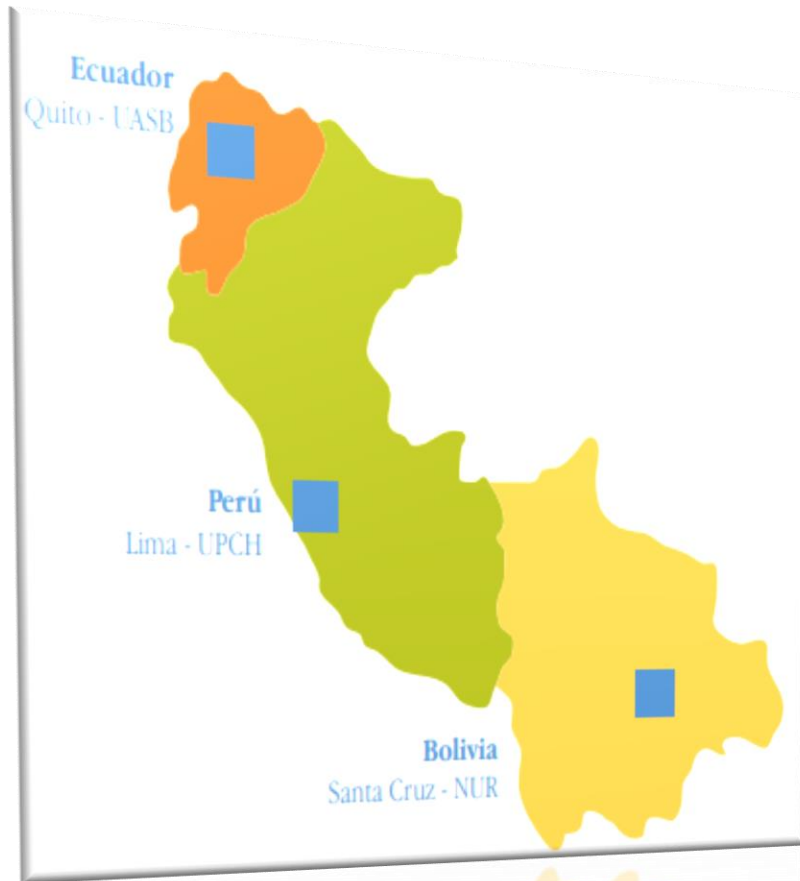 Ecuador
Quito - UASB
Perú
Lima - UPCH
Bolivia
Santa Cruz - NUR